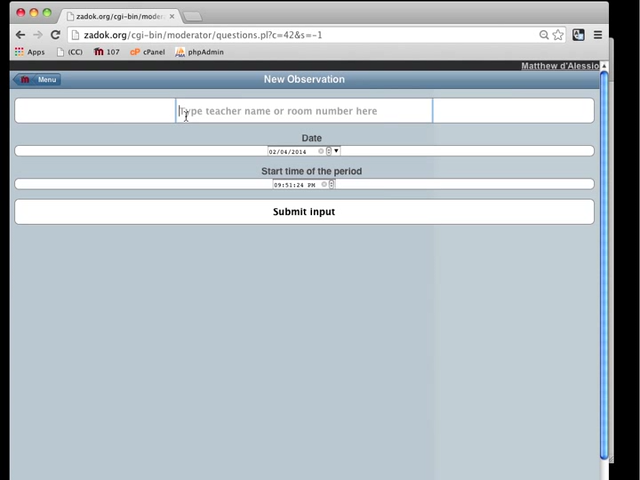 zadok.org/cgi-bin/moder
zadok.org/cgi-bin/moderator/questions.pl?c=42&s=-1
Apps (CC) m 107 cP cPanel phpAdmin
Matthew d'Alessio
m Menu New Observation
Type teacher name or room number here
Date
02/04/2014
Start time of the period
09:51:24 PM
Submit input